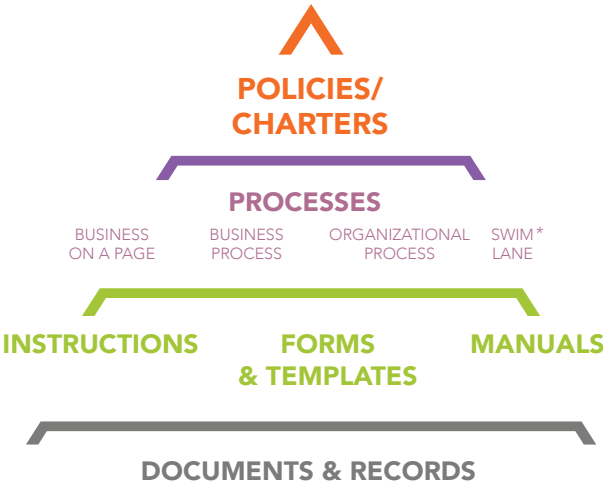 POLICIES/
CHARTERS
PROCESSES
BUSINESS
ON A PAGE
BUSINESS
PROCESS
ORGANIZATIONAL
PROCESS
SWIM*
LANE
INSTRUCTIONS
FORMS
& TEMPLATES
MANUALS
DOCUMENTS & RECORDS